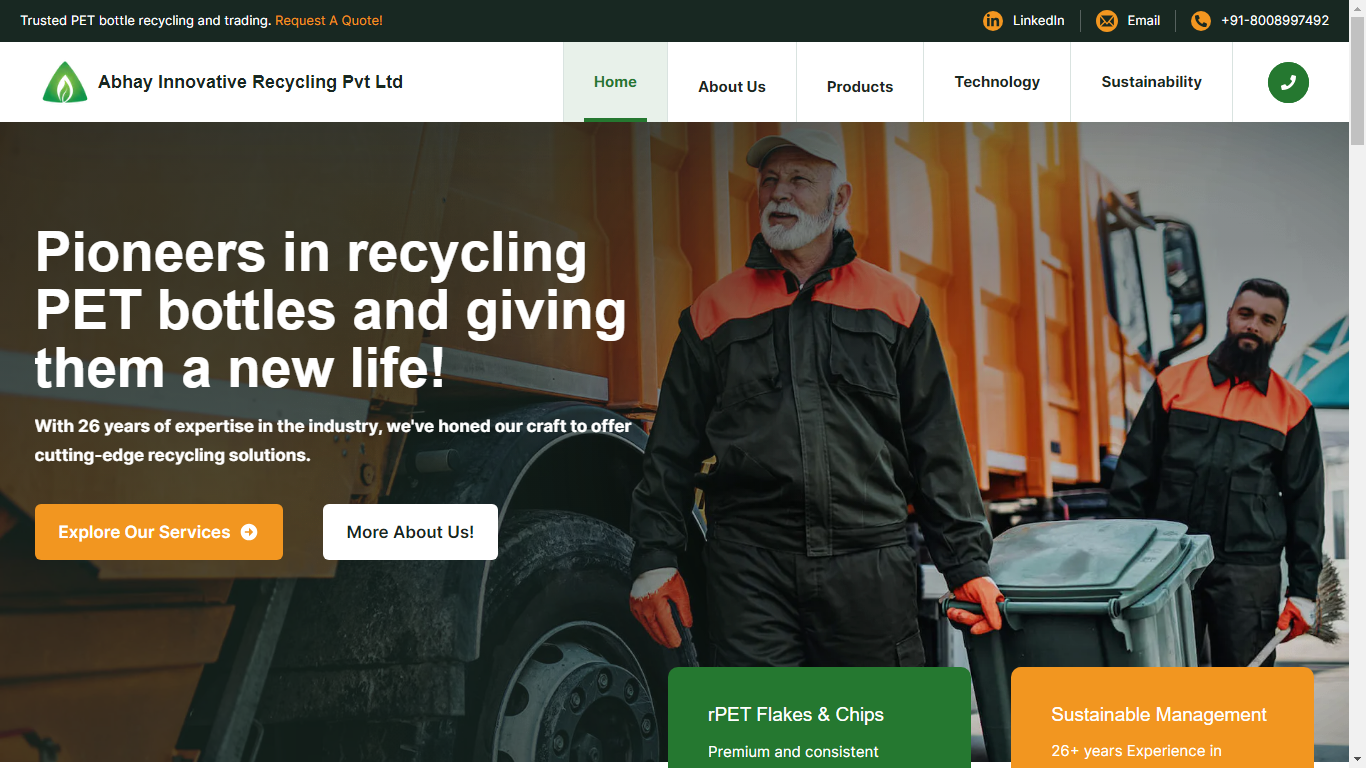 Trusted PET bottle recycling and trading. Request A Quote!
LinkedIn
Email
+91-8008997492
Abhay Innovative Recycling Pvt Ltd
Home
About Us
Products
Technology
Sustainability
Pioneers in recycling
PET bottles and giving
them a new life!
With 26 years of expertise in the industry, we've honed our craft to offer
cutting-edge recycling solutions.
Explore Our Services
More About Us!
rPET Flakes & Chips
Premium and consistent
Sustainable Management
26+ years Experience in